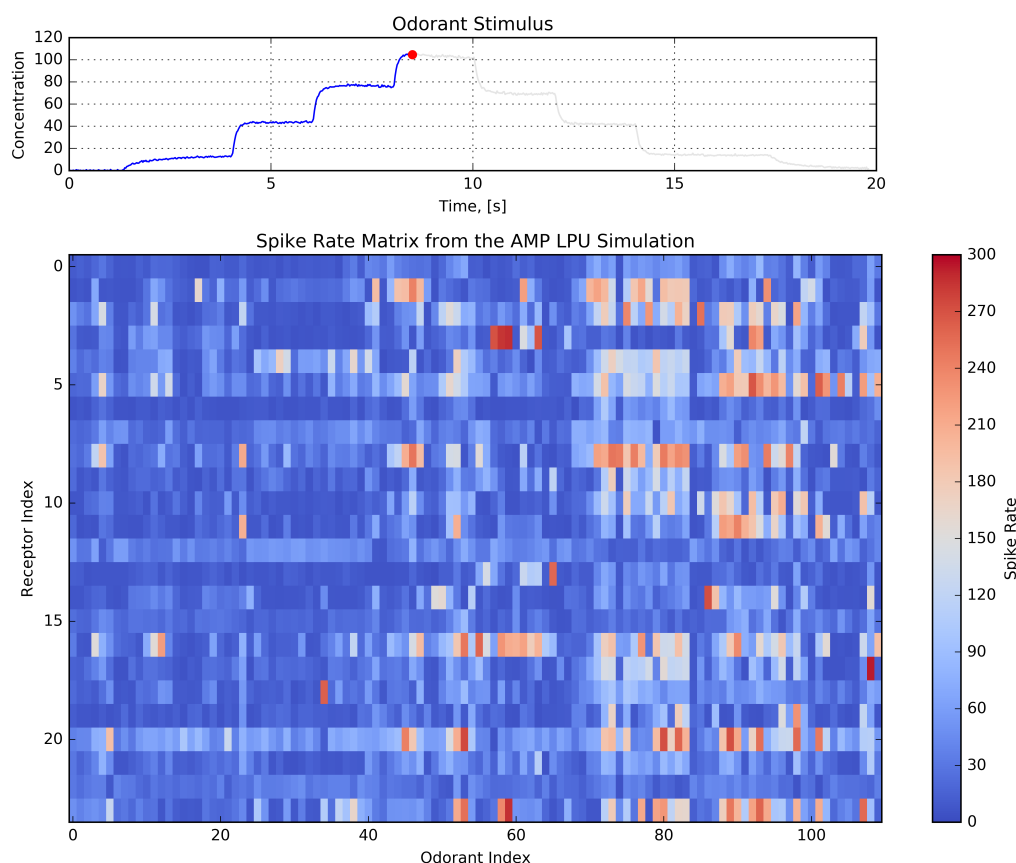 Odorant Stimulus
120
100
80
60
40
20
0
Concentration
0 5 10 15 20
Time, [s]
Spike Rate Matrix from the AMP LPU Simulation
0
5
10
15
20
Receptor Index
0 20 40 60 80 100
Odorant Index
300
270
240
210
180
150
120
90
60
30
0
Spike Rate